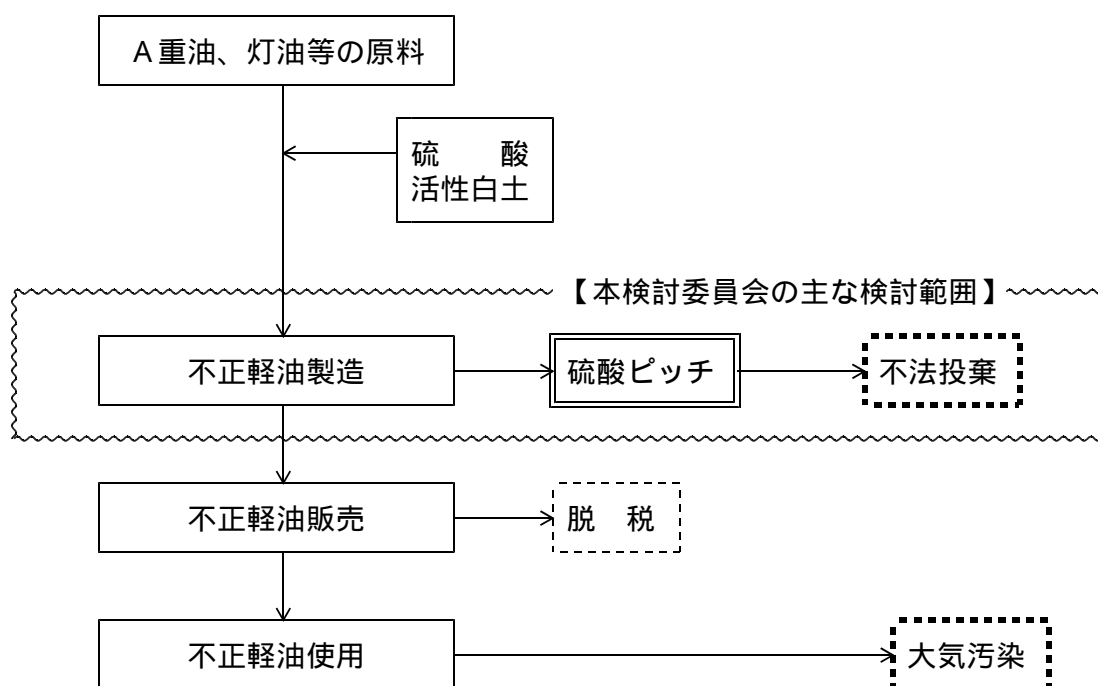 A重油、灯油等の原料
硫　　酸
活性白土
【本検討委員会の主な検討範囲】
不正軽油製造
硫酸ピッチ
不法投棄
不正軽油販売
脱　税
不正軽油使用
大気汚染